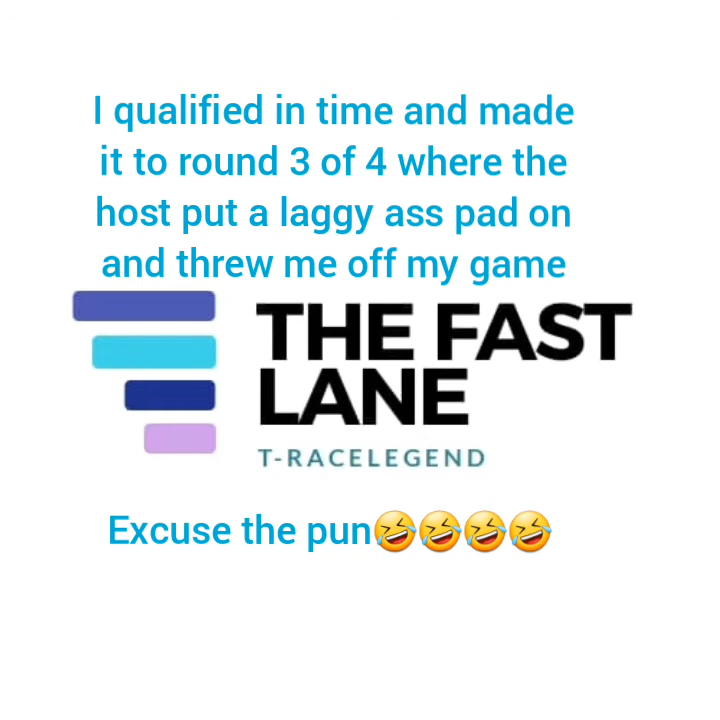 I qualified in time and made
it to round 3 of 4 where the
host put a laggy ass pad on
and threw me off my game
THE FAST
LANE
T-RACELEGEND
Excuse the pun🤣🤣🤣🤣